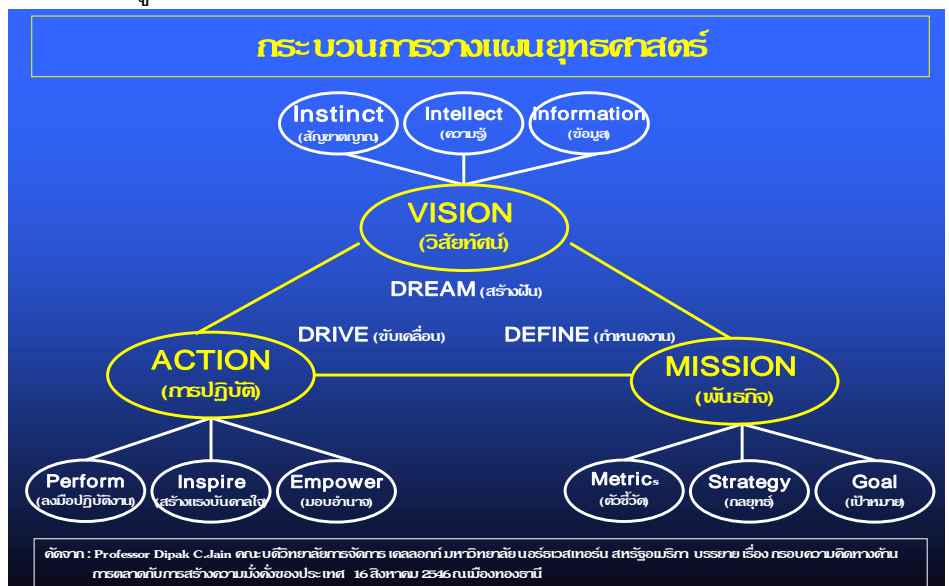 กระบวนการวางแผนยุทธศาสตร์
Instinct
(สัญชาตญาณ)
Intellect
(ความรู้)
Information
(ข้อมูล)
VISION
(วิสัยทัศน์)
DREAM (สร้างฝัน)
DRIVE (ขับเคลื่อน)
DEFINE (กำหนดงาน)
ACTION
(การปฏิบัติ)
MISSION
(พันธกิจ)
Perform
(ลงมือปฏิบัติงาน)
Inspire
(สร้างแรงบันดาลใจ)
Empower
(มอบอำนาจ)
Metrics
(ตัวชี้วัด)
Strategy
(กลยุทธ์)
Goal
(เป้าหมาย)
คัดจาก : Professor Dipak C.Jain คณะบดีวิทยาลัยการจัดการ เคลลอกก์ มหาวิทยาลัย นอร์ธเวสเทอร์น สหรัฐอเมริกา บรรยาย เรื่อง กรอบความคิดทางด้าน
การตลาดกับการสร้างความมั่งคั่งของประเทศ 16 สิงหาคม 2546 ณ เมืองทองธานี